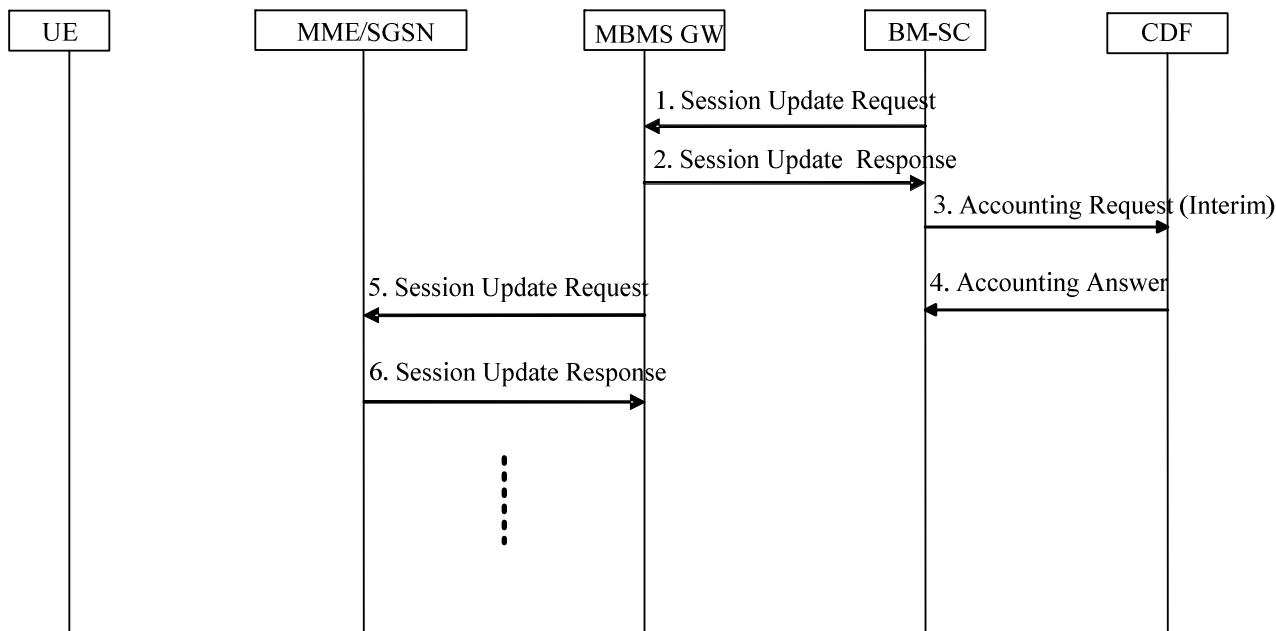 UE
MME/SGSN
MBMS GW
BM-SC
CDF
1. Session Update Request
2. Session Update Response
3. Accounting Request (Interim)
4. Accounting Answer
5. Session Update Request
6. Session Update Response